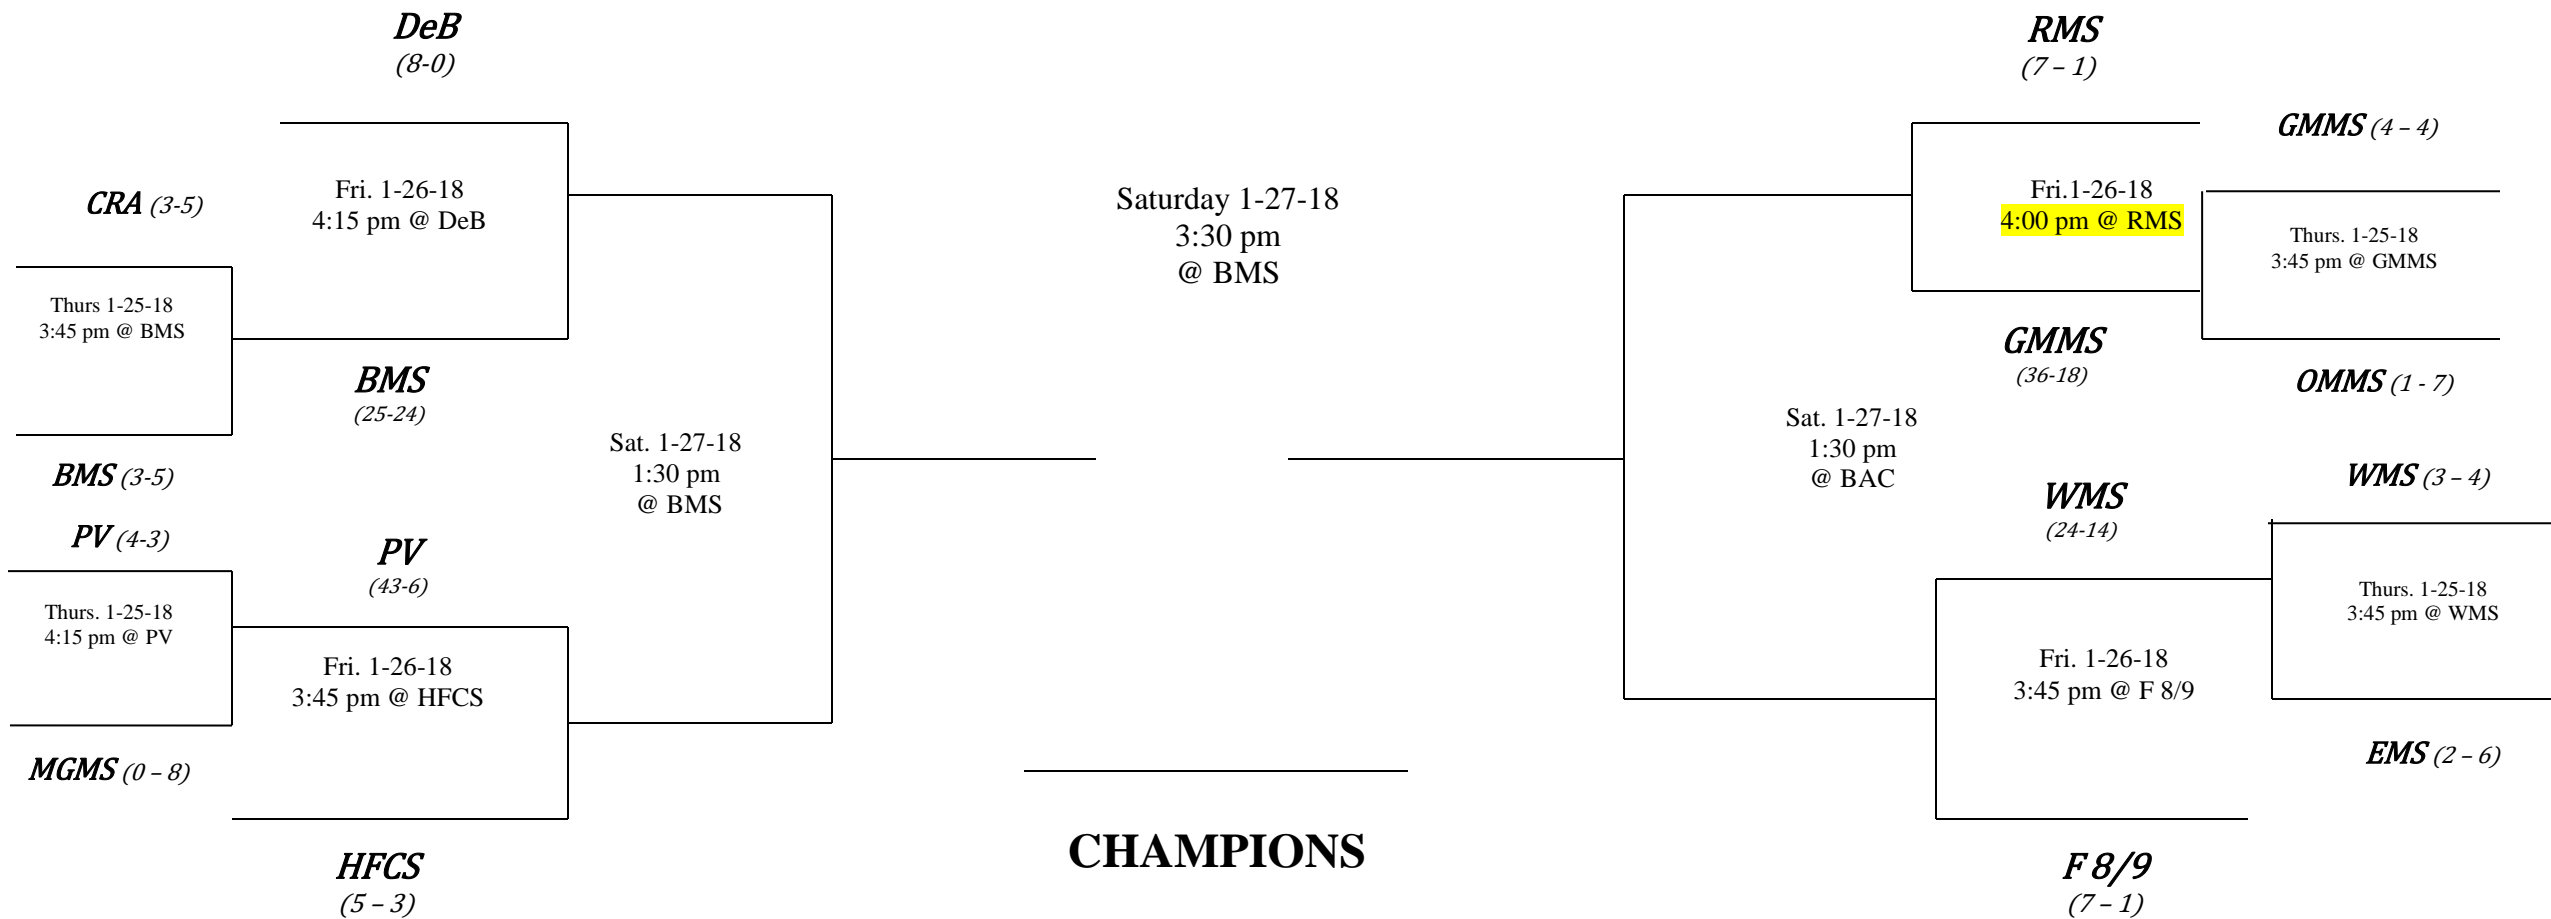 DeB
(8-0)
CRA (3-5)
Fri. 1-26-18
4:15 pm @ DeB
Thurs 1-25-18
3:45 pm @ BMS
BMS
(25-24)
BMS (3-5)
PV (4-3)
PV
(43-6)
Thurs. 1-25-18
4:15 pm @ PV
Fri. 1-26-18
3:45 pm @ HFCS
MGMS (0 – 8)
HFCS
(5 – 3)
Sat. 1-27-18
1:30 pm
@ BMS
Saturday 1-27-18
3:30 pm
@ BMS
CHAMPIONS
RMS
(7 – 1)
GMMS (4 – 4)
Fri.1-26-18
4:00 pm @ RMS
Thurs. 1-25-18
3:45 pm @ GMMS
GMMS
(36-18)
OMMS (1 - 7)
Sat. 1-27-18
1:30 pm
@ BAC
WMS (3 – 4)
WMS
(24-14)
Thurs. 1-25-18
3:45 pm @ WMS
Fri. 1-26-18
3:45 pm @ F 8/9
EMS (2 – 6)
F 8/9
(7 – 1)